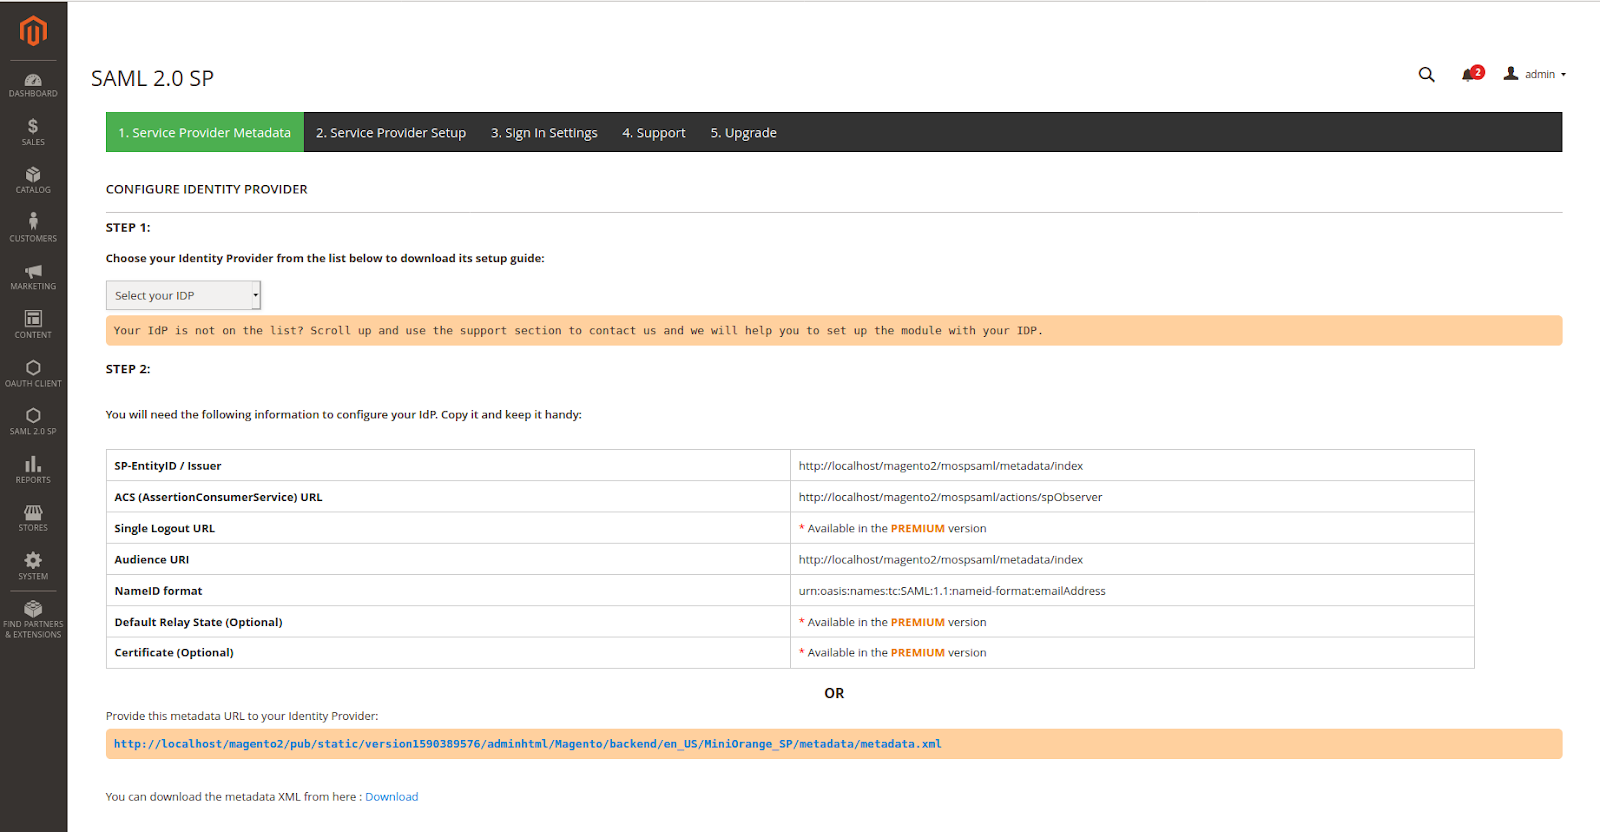 DASHBOARD
SALES
CATALOG
CUSTOMERS
MARKETING
CONTENT
OAUTH CLIENT
SAML 2.0 SP
REPORTS
STORES
SYSTEM
FIND PARTNERS
& EXTENSIONS
SAML 2.0 SP
2
admin
1. Service Provider Metadata 2. Service Provider Setup 3. Sign In Settings 4. Support 5. Upgrade
CONFIGURE IDENTITY PROVIDER
STEP 1:
Choose your Identity Provider from the list below to download its setup guide:
Select your IDP
Your IdP is not on the list? Scroll up and use the support section to contact us and we will help you to set up the module with your IDP.
STEP 2:
You will need the following information to configure your IdP. Copy it and keep it handy:
SP-EntityID / Issuer http://localhost/magento2/mospsaml/metadata/index
ACS (AssertionConsumerService) URL http://localhost/magento2/mospsaml/actions/spObserver
Single Logout URL * Available in the PREMIUM version
Audience URI http://localhost/magento2/mospsaml/metadata/index
NameID format urn:oasis:names:tc:SAML:1.1:nameid-format:emailAddress
Default Relay State (Optional) * Available in the PREMIUM version
Certificate (Optional) * Available in the PREMIUM version
OR
Provide this metadata URL to your Identity Provider:
http://localhost/magento2/pub/static/version1590389576/adminhtml/Magento/backend/en_US/MiniOrange_SP/metadata/metadata.xml
You can download the metadata XML from here : Download